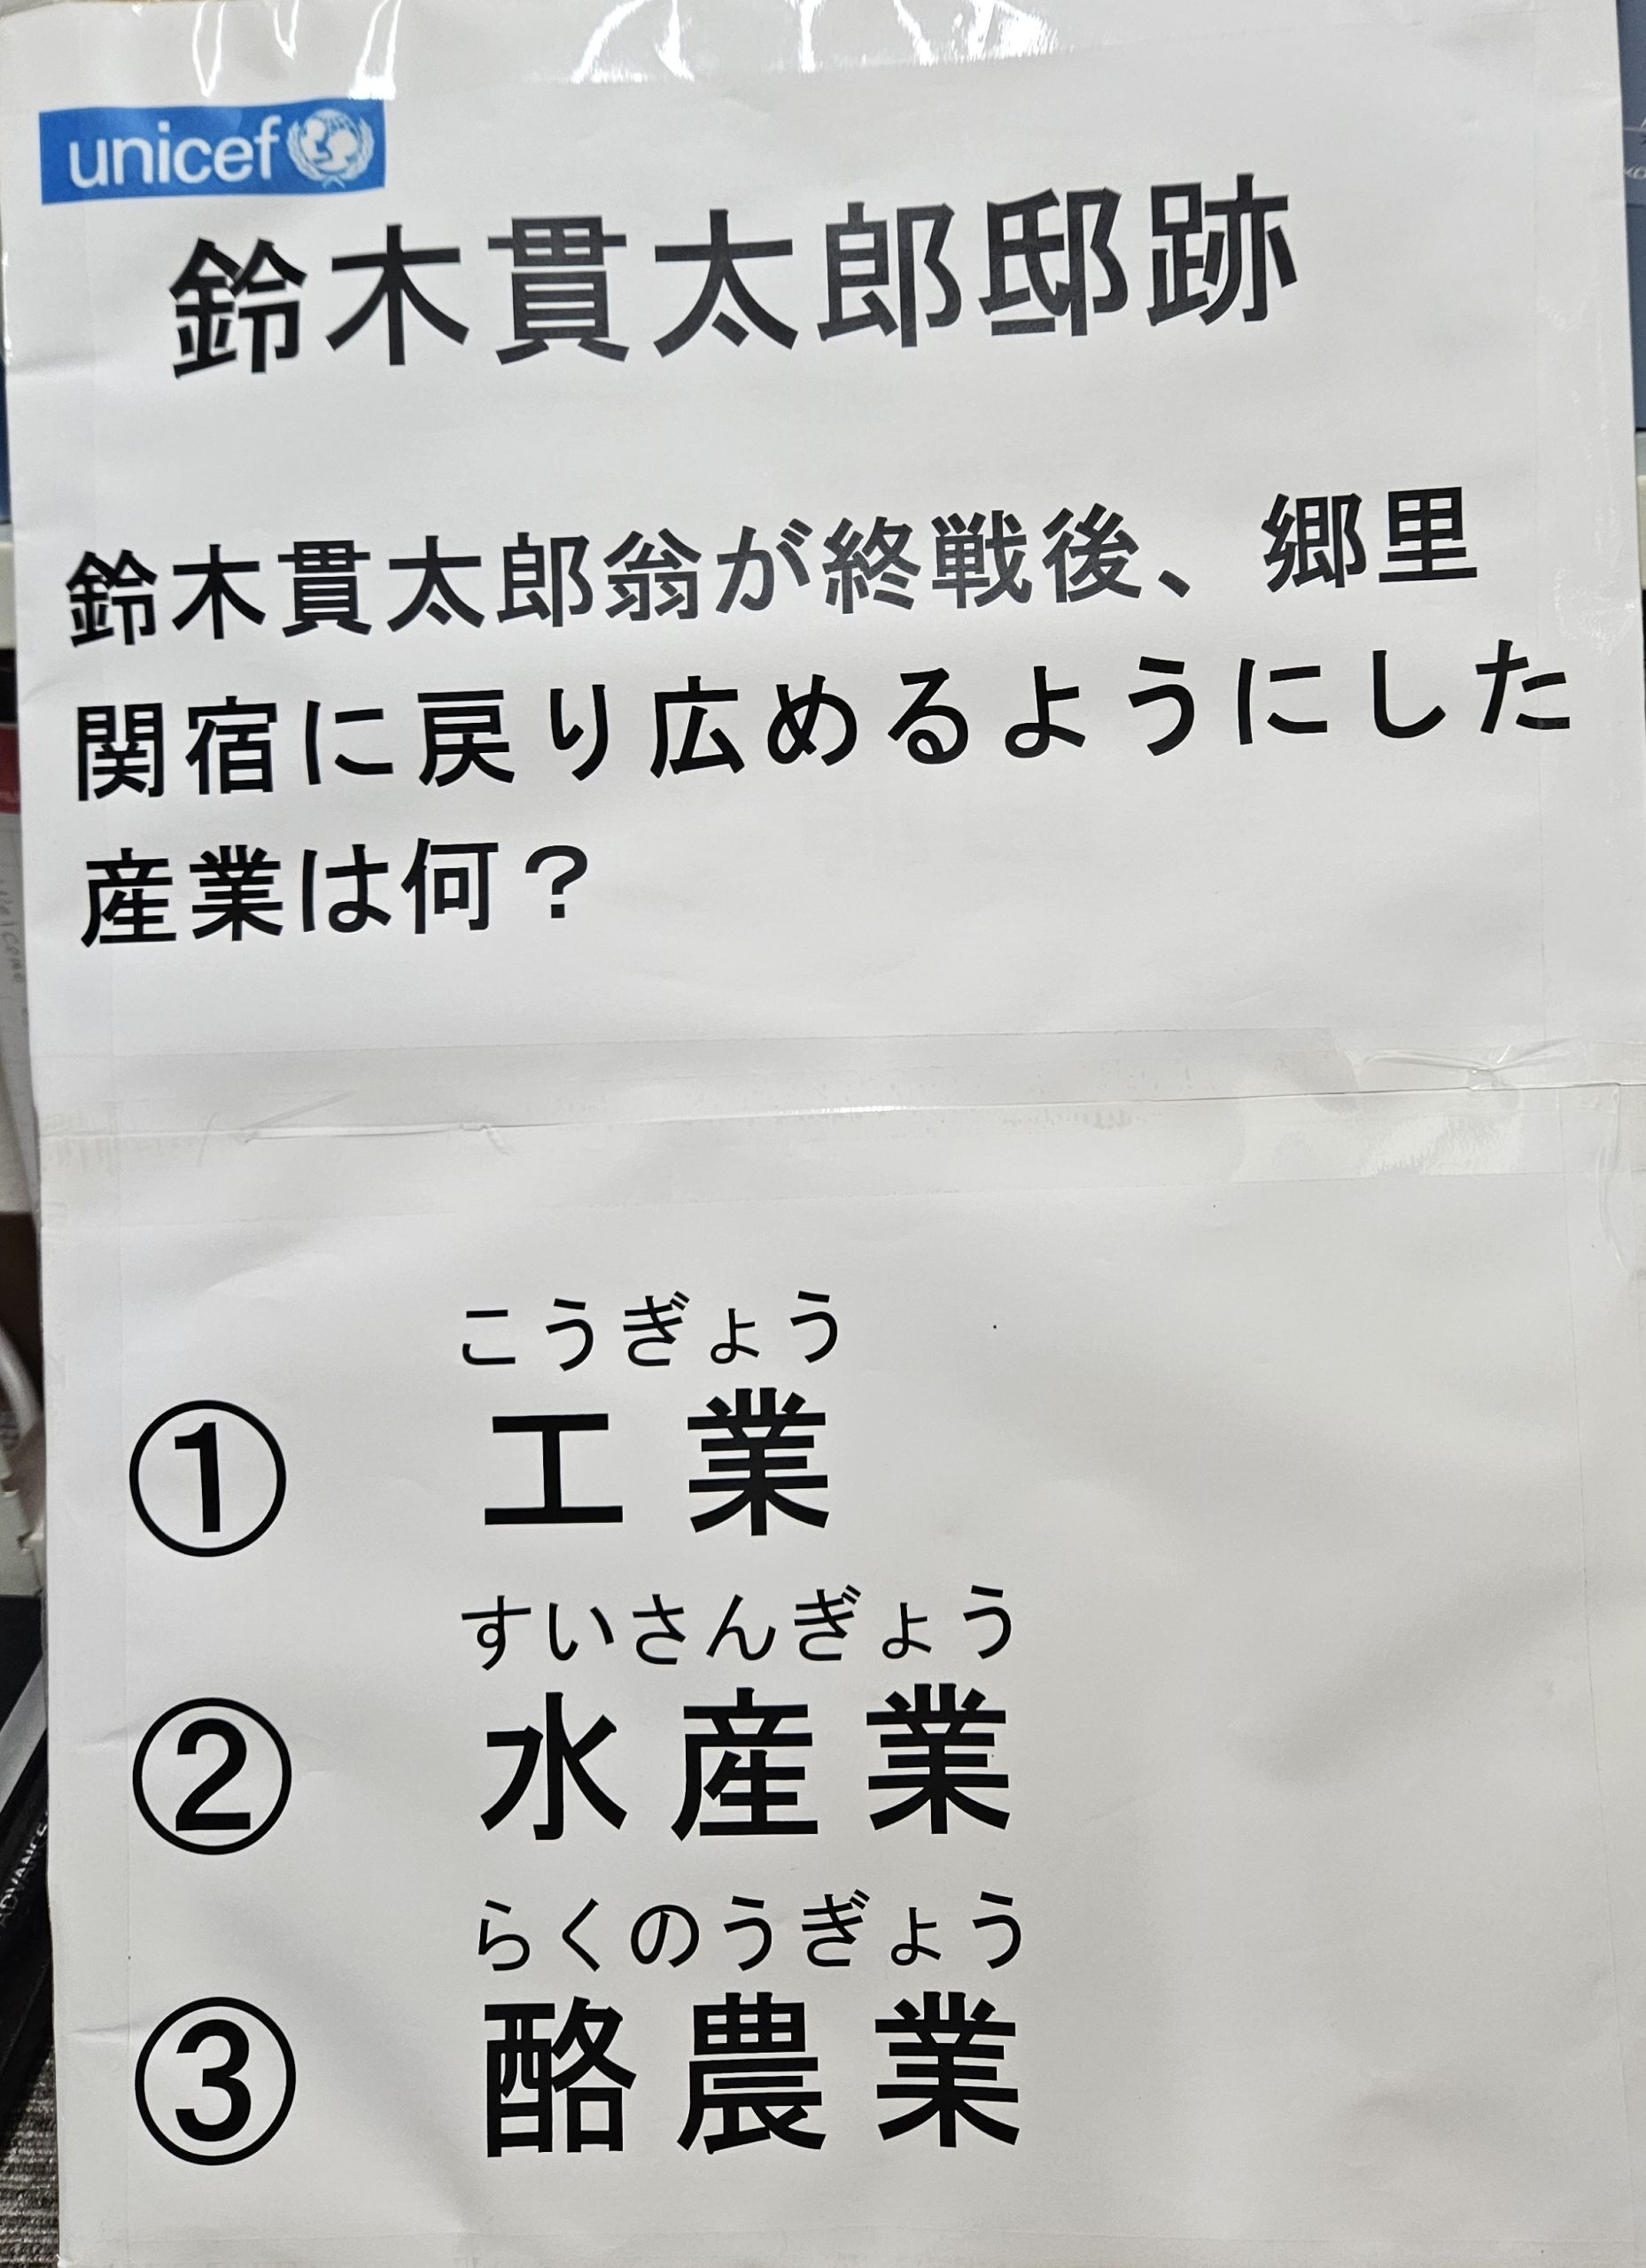 unicef
鈴木貫太郎邸跡
鈴木貫太郎翁が終戦後、郷里
関宿に戻り広めるようにした
産業は何？
こうぎょう
① 工業
すいさんぎょう
② 水産業
らくのうぎょう
③ 酪農業
ADVANCE